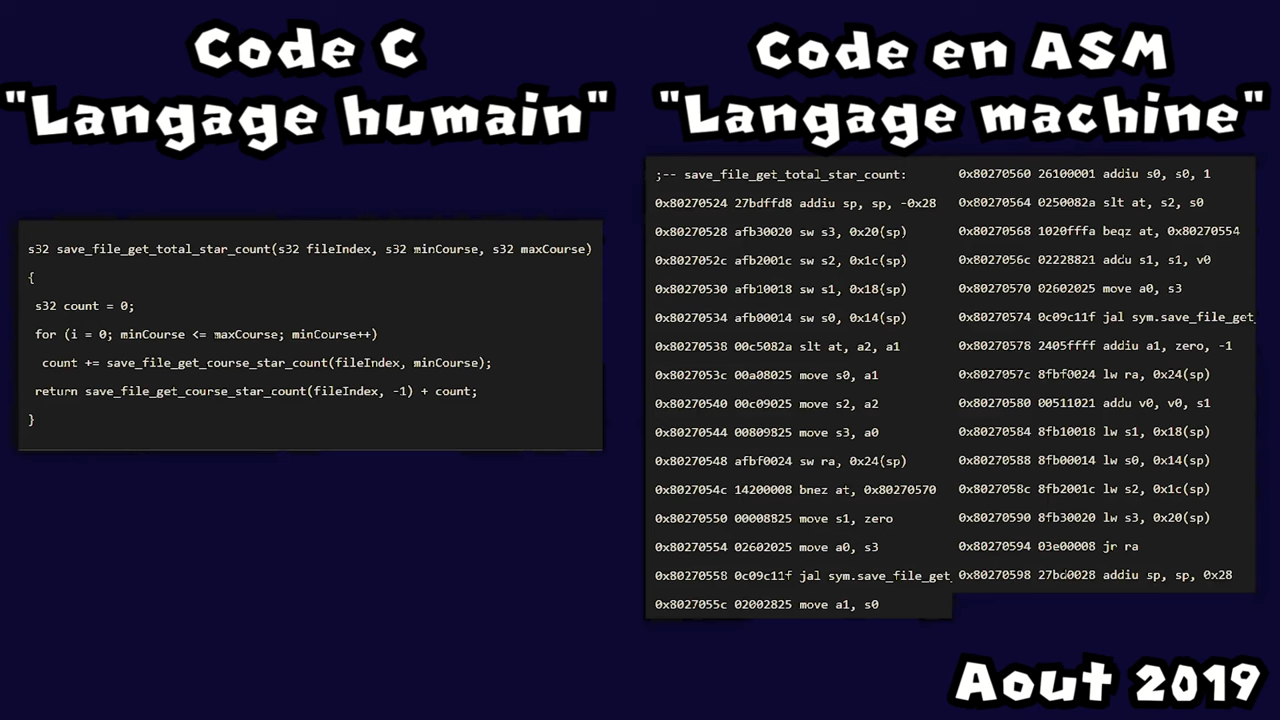 Code C
"Langage humain"
s32 save_file_get_total_star_count(s32 fileIndex, s32 minCourse, s32 maxCourse)
{
s32 count = 0;
for (i = 0; minCourse <= maxCourse; minCourse++)
count += save_file_get_course_star_count(fileIndex, minCourse);
return save_file_get_course_star_count(fileIndex, -1) + count;
}
Code en ASM
"Langage machine"
;-- save_file_get_total_star_count:
0x80270524 27bdffd8 addiu sp, sp, -0x28
0x80270528 afb30020 sw s3, 0x20(sp)
0x8027052c afb2001c sw s2, 0x1c(sp)
0x80270530 afb10018 sw s1, 0x18(sp)
0x80270534 afb00014 sw s0, 0x14(sp)
0x80270538 00c5082a slt at, a2, a1
0x8027053c 00a08025 move s0, a1
0x80270540 00c09025 move s2, a2
0x80270544 00809825 move s3, a0
0x80270548 afbf0024 sw ra, 0x24(sp)
0x8027054c 14200008 bnez at, 0x80270570
0x80270550 00008825 move s1, zero
0x80270554 02602025 move a0, s3
0x80270558 0c09c11f jal sym.save_file_get_
0x8027055c 02002825 move a1, s0
0x80270560 26100001 addiu s0, s0, 1
0x80270564 0250082a slt at, s2, s0
0x80270568 1020fffa beqz at, 0x80270554
0x8027056c 02228821 addu s1, s1, v0
0x80270570 02602025 move a0, s3
0x80270574 0c09c11f jal sym.save_file_get_
0x80270578 2405ffff addiu a1, zero, -1
0x8027057c 8fbf0024 lw ra, 0x24(sp)
0x80270580 00511021 addu v0, v0, s1
0x80270584 8fb10018 lw s1, 0x18(sp)
0x80270588 8fb00014 lw s0, 0x14(sp)
0x8027058c 8fb2001c lw s2, 0x1c(sp)
0x80270590 8fb30020 lw s3, 0x20(sp)
0x80270594 03e00008 jr ra
0x80270598 27bd0028 addiu sp, sp, 0x28
Aout 2019